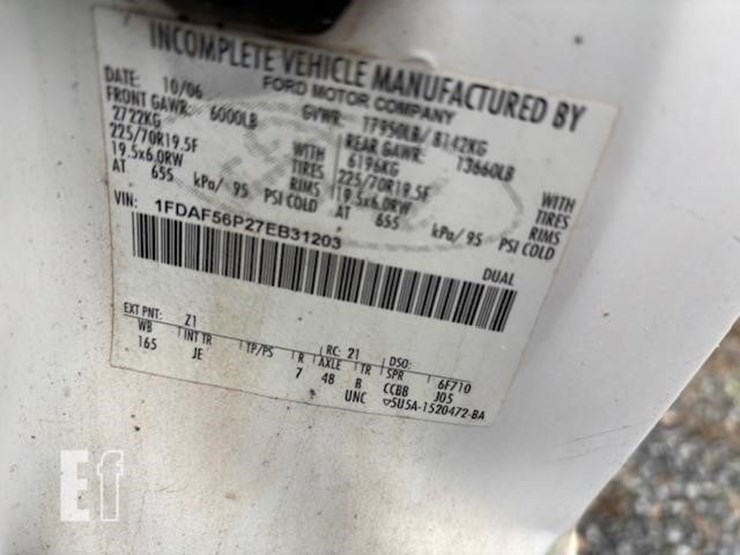 INCOMPLETE VEHICLE MANUFACTURED BY
FORD MOTOR COMPANY
DATE: 10/06 GVWR: 17950LB/ 8142KG
FRONT GAWR: 6000LB REAR GAWR: 13660LB
2722KG WITH 6196KG WITH
225/70R19.5F TIRES 225/70R19.5F TIRES
19.5x6.0RW RIMS 19.5x6.0RW RIMS
AT 655 kPa/ 95 PSI COLD AT 655 kPa/ 95 PSI COLD
VIN: 1FDAF56P27EB31203
DUAL
EXT PNT: Z1 RC: 21 DSO: 6F710
WB INT TR TP/PS R AXLE TR SPR J05
165 JE 7 4B B CCBB
UNC 5U5A-1520472-BA
Ef